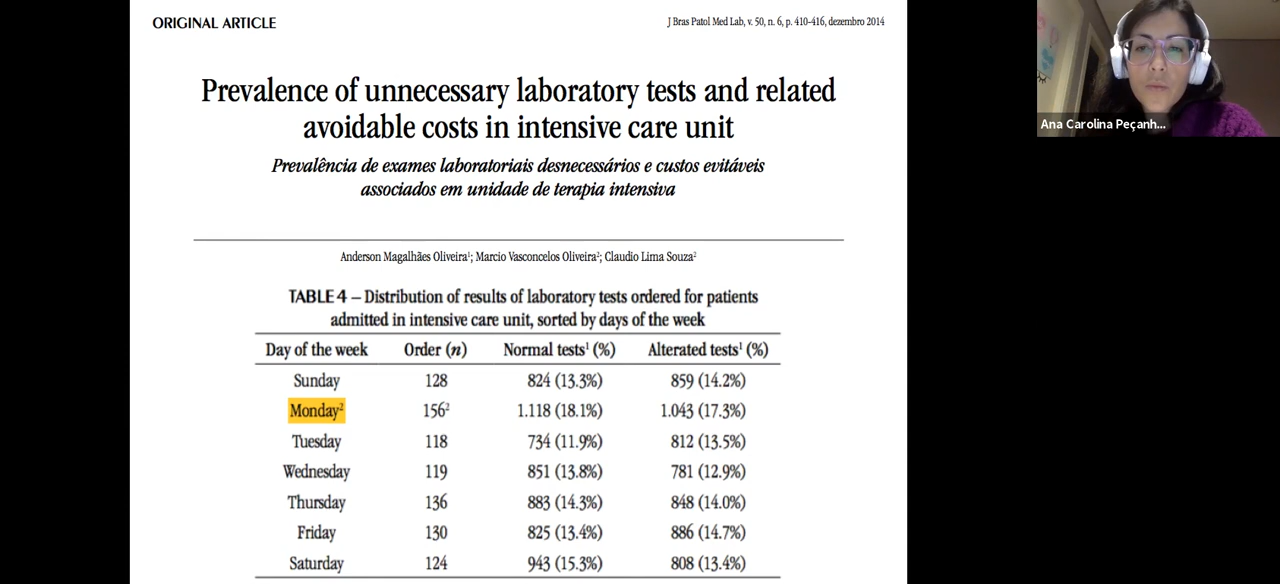 ORIGINAL ARTICLE
J Bras Patol Med Lab, v. 50, n. 6, p. 410-416, dezembro 2014
Prevalence of unnecessary laboratory tests and related
avoidable costs in intensive care unit
Prevalência de exames laboratoriais desnecessários e custos evitáveis
associados em unidade de terapia intensiva
Anderson Magalhães Oliveira¹; Marcio Vasconcelos Oliveira²; Claudio Lima Souza²
TABLE 4 – Distribution of results of laboratory tests ordered for patients
admitted in intensive care unit, sorted by days of the week
Day of the week Order (n) Normal tests¹ (%) Alterated tests¹ (%)
Sunday 128 824 (13.3%) 859 (14.2%)
Monday² 156² 1.118 (18.1%) 1.043 (17.3%)
Tuesday 118 734 (11.9%) 812 (13.5%)
Wednesday 119 851 (13.8%) 781 (12.9%)
Thursday 136 883 (14.3%) 848 (14.0%)
Friday 130 825 (13.4%) 886 (14.7%)
Saturday 124 943 (15.3%) 808 (13.4%)
Ana Carolina Peçanh...